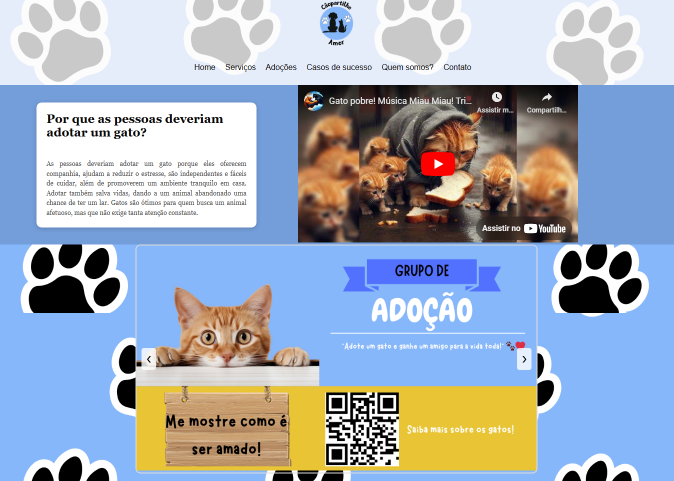 Cãopartilhe
Amor
Home Serviços Adoções Casos de sucesso Quem somos? Contato
Por que as pessoas deveriam
adotar um gato?
As pessoas deveriam adotar um gato porque eles oferecem
companhia, ajudam a reduzir o estresse, são independentes e fáceis
de cuidar, além de promoverem um ambiente tranquilo em casa.
Adotar também salva vidas, dando a um animal abandonado uma
chance de ter um lar. Gatos são ótimos para quem busca um animal
afetuoso, mas que não exige tanta atenção constante.
Gato pobre! Música Miau Miau! Tri...
Assistir m...
Compartilh...
Assistir no YouTube
GRUPO DE
ADOÇÃO
"Adote um gato e ganhe um amigo para a vida toda!"
Me mostre como é
ser amado!
Saiba mais sobre os gatos!